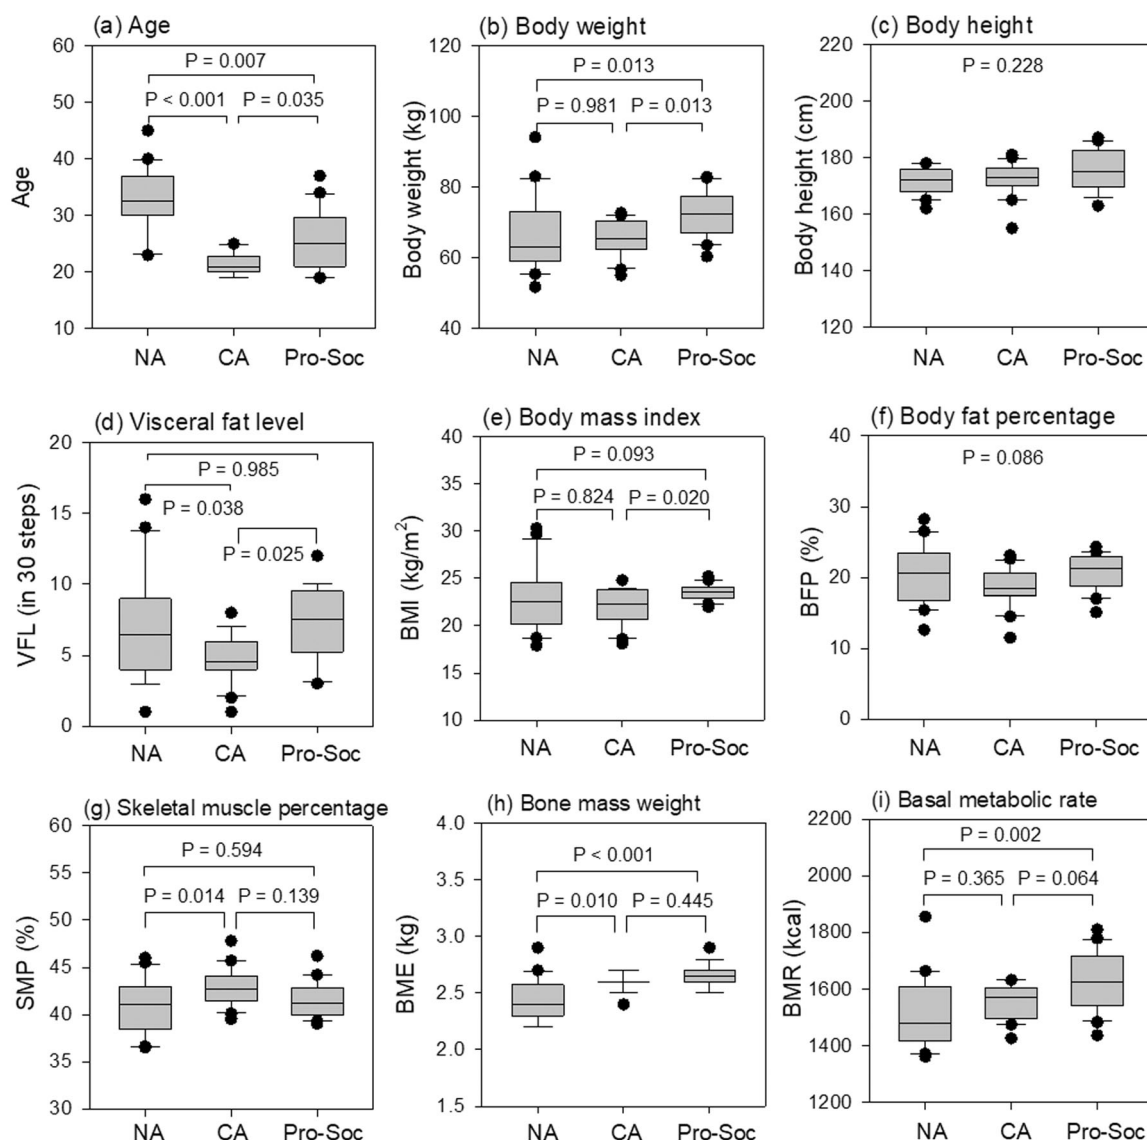 (a) Age
60
50
40
30
20
10
Age
P = 0.007
P < 0.001
P = 0.035
NA
CA
Pro-Soc
(b) Body weight
120
100
80
60
40
Body weight (kg)
P = 0.013
P = 0.981
P = 0.013
NA
CA
Pro-Soc
(c) Body height
220
200
180
160
140
120
Body height (cm)
P = 0.228
NA
CA
Pro-Soc
(d) Visceral fat level
20
15
10
5
0
VFL (in 30 steps)
P = 0.985
P = 0.038
P = 0.025
NA
CA
Pro-Soc
(e) Body mass index
40
35
30
25
20
15
10
BMI (kg/m²)
P = 0.093
P = 0.824
P = 0.020
NA
CA
Pro-Soc
(f) Body fat percentage
40
30
20
10
0
BFP (%)
P = 0.086
NA
CA
Pro-Soc
(g) Skeletal muscle percentage
60
55
50
45
40
35
30
SMP (%)
P = 0.594
P = 0.014
P = 0.139
NA
CA
Pro-Soc
(h) Bone mass weight
4.0
3.5
3.0
2.5
2.0
1.5
BME (kg)
P < 0.001
P = 0.010
P = 0.445
NA
CA
Pro-Soc
(i) Basal metabolic rate
2200
2000
1800
1600
1400
1200
BMR (kcal)
P = 0.002
P = 0.365
P = 0.064
NA
CA
Pro-Soc